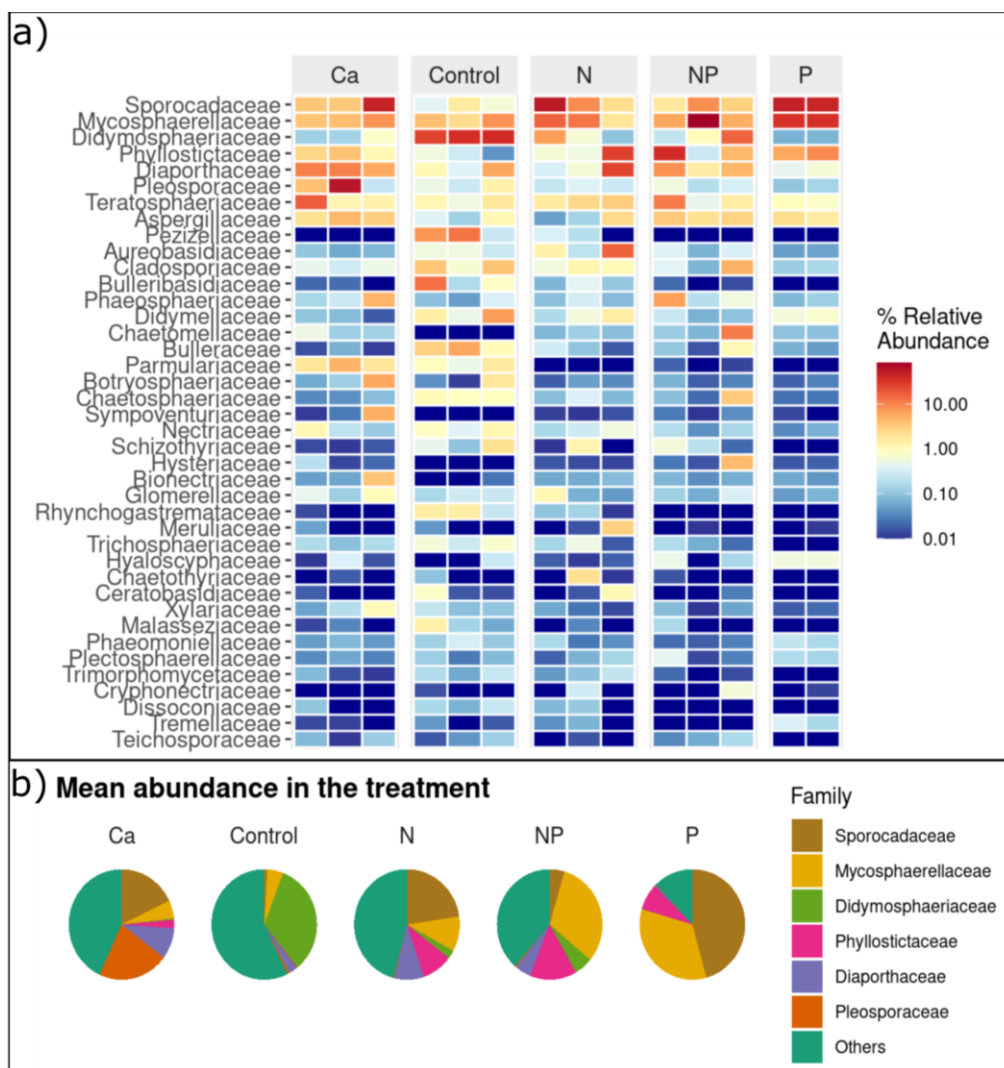 a)
Ca Control N NP P
Sporocadaceae
Mycosphaerellaceae
Didymosphaeriaceae
Phyllostictaceae
Diaporthaceae
Pleosporaceae
Teratosphaeriaceae
Aspergillaceae
Pezizellaceae
Aureobasidiaceae
Cladosporiaceae
Bulleribasidiaceae
Phaeosphaeriaceae
Didymellaceae
Chaetomellaceae
Bulleraceae
Parmulariaceae
Botryosphaeriaceae
Chaetosphaeriaceae
Sympoventuriaceae
Nectriaceae
Schizothyriaceae
Hysteriaceae
Bionectriaceae
Glomerellaceae
Rhynchogastremataceae
Meruliaceae
Trichosphaeriaceae
Hyaloscyphaceae
Chaetothyriaceae
Ceratobasidiaceae
Xylariaceae
Malasseziaceae
Phaeomoniellaceae
Plectosphaerellaceae
Trimorphomycetaceae
Cryphonectriaceae
Dissoconiaceae
Tremellaceae
Teichosporaceae
% Relative
Abundance
10.00
1.00
0.10
0.01
b) Mean abundance in the treatment
Ca Control N NP P
Family
Sporocadaceae
Mycosphaerellaceae
Didymosphaeriaceae
Phyllostictaceae
Diaporthaceae
Pleosporaceae
Others